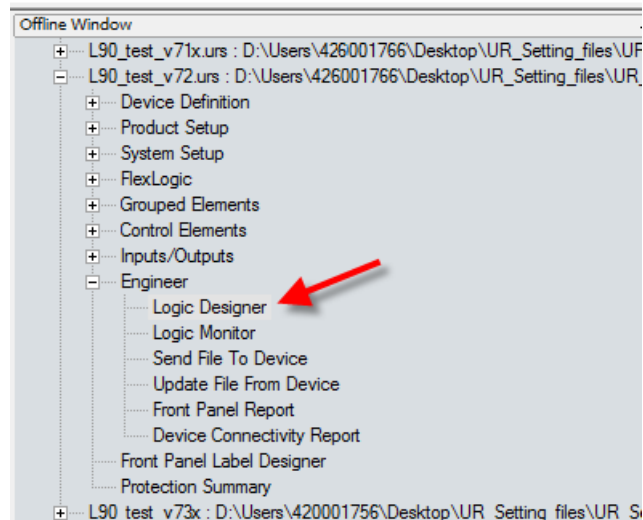 Offline Window
L90_test_v71x.urs : D:\Users\426001766\Desktop\UR_Setting_files\UR
L90_test_v72.urs : D:\Users\426001766\Desktop\UR_Setting_files\UR_
Device Definition
Product Setup
System Setup
FlexLogic
Grouped Elements
Control Elements
Inputs/Outputs
Engineer
Logic Designer
Logic Monitor
Send File To Device
Update File From Device
Front Panel Report
Device Connectivity Report
Front Panel Label Designer
Protection Summary
L90_test_v73x : D:\Users\420001756\Desktop\UR_Setting_files\UR_Se